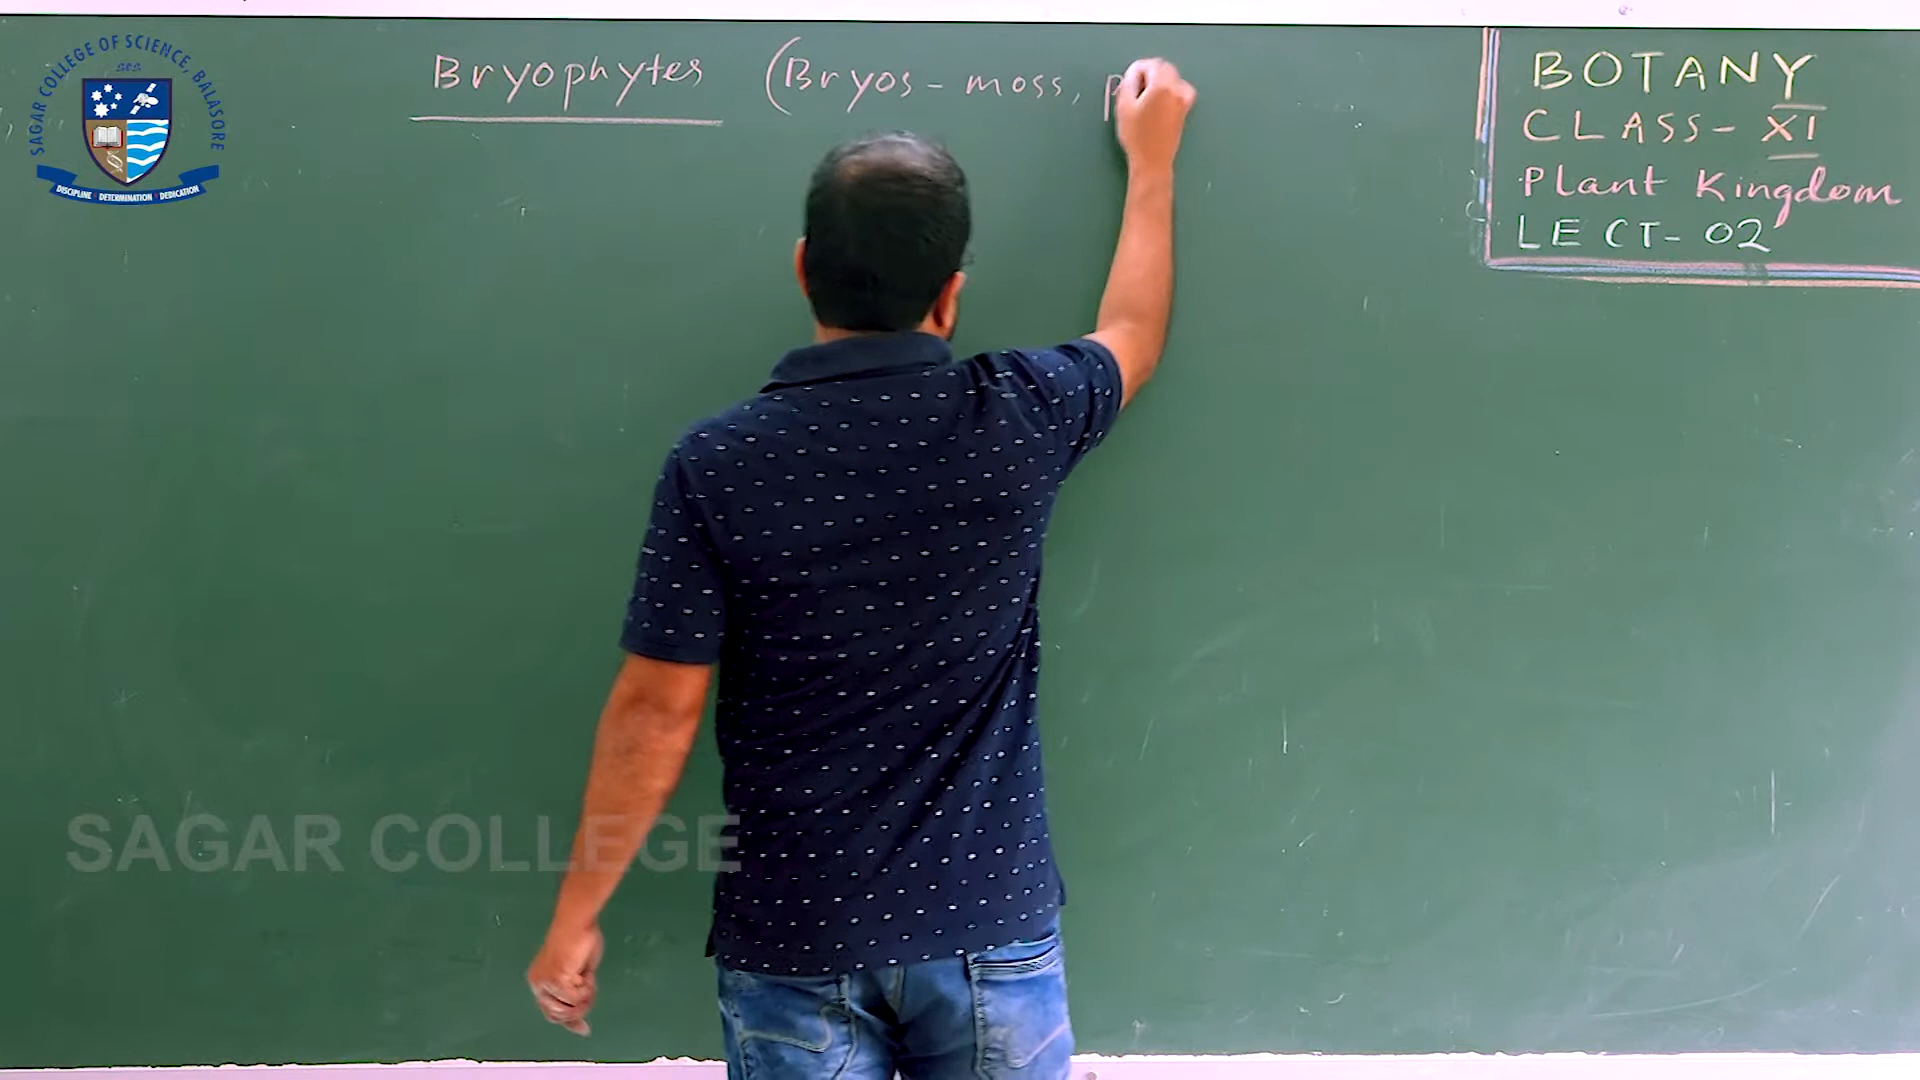 SAGAR COLLEGE OF SCIENCE, BALASORE
SCS
DISCIPLINE DETERMINATION DEDICATION
Bryophytes (Bryos - moss, p
BOTANY
CLASS - XI
Plant Kingdom
LECT - 02
SAGAR COLLEGE